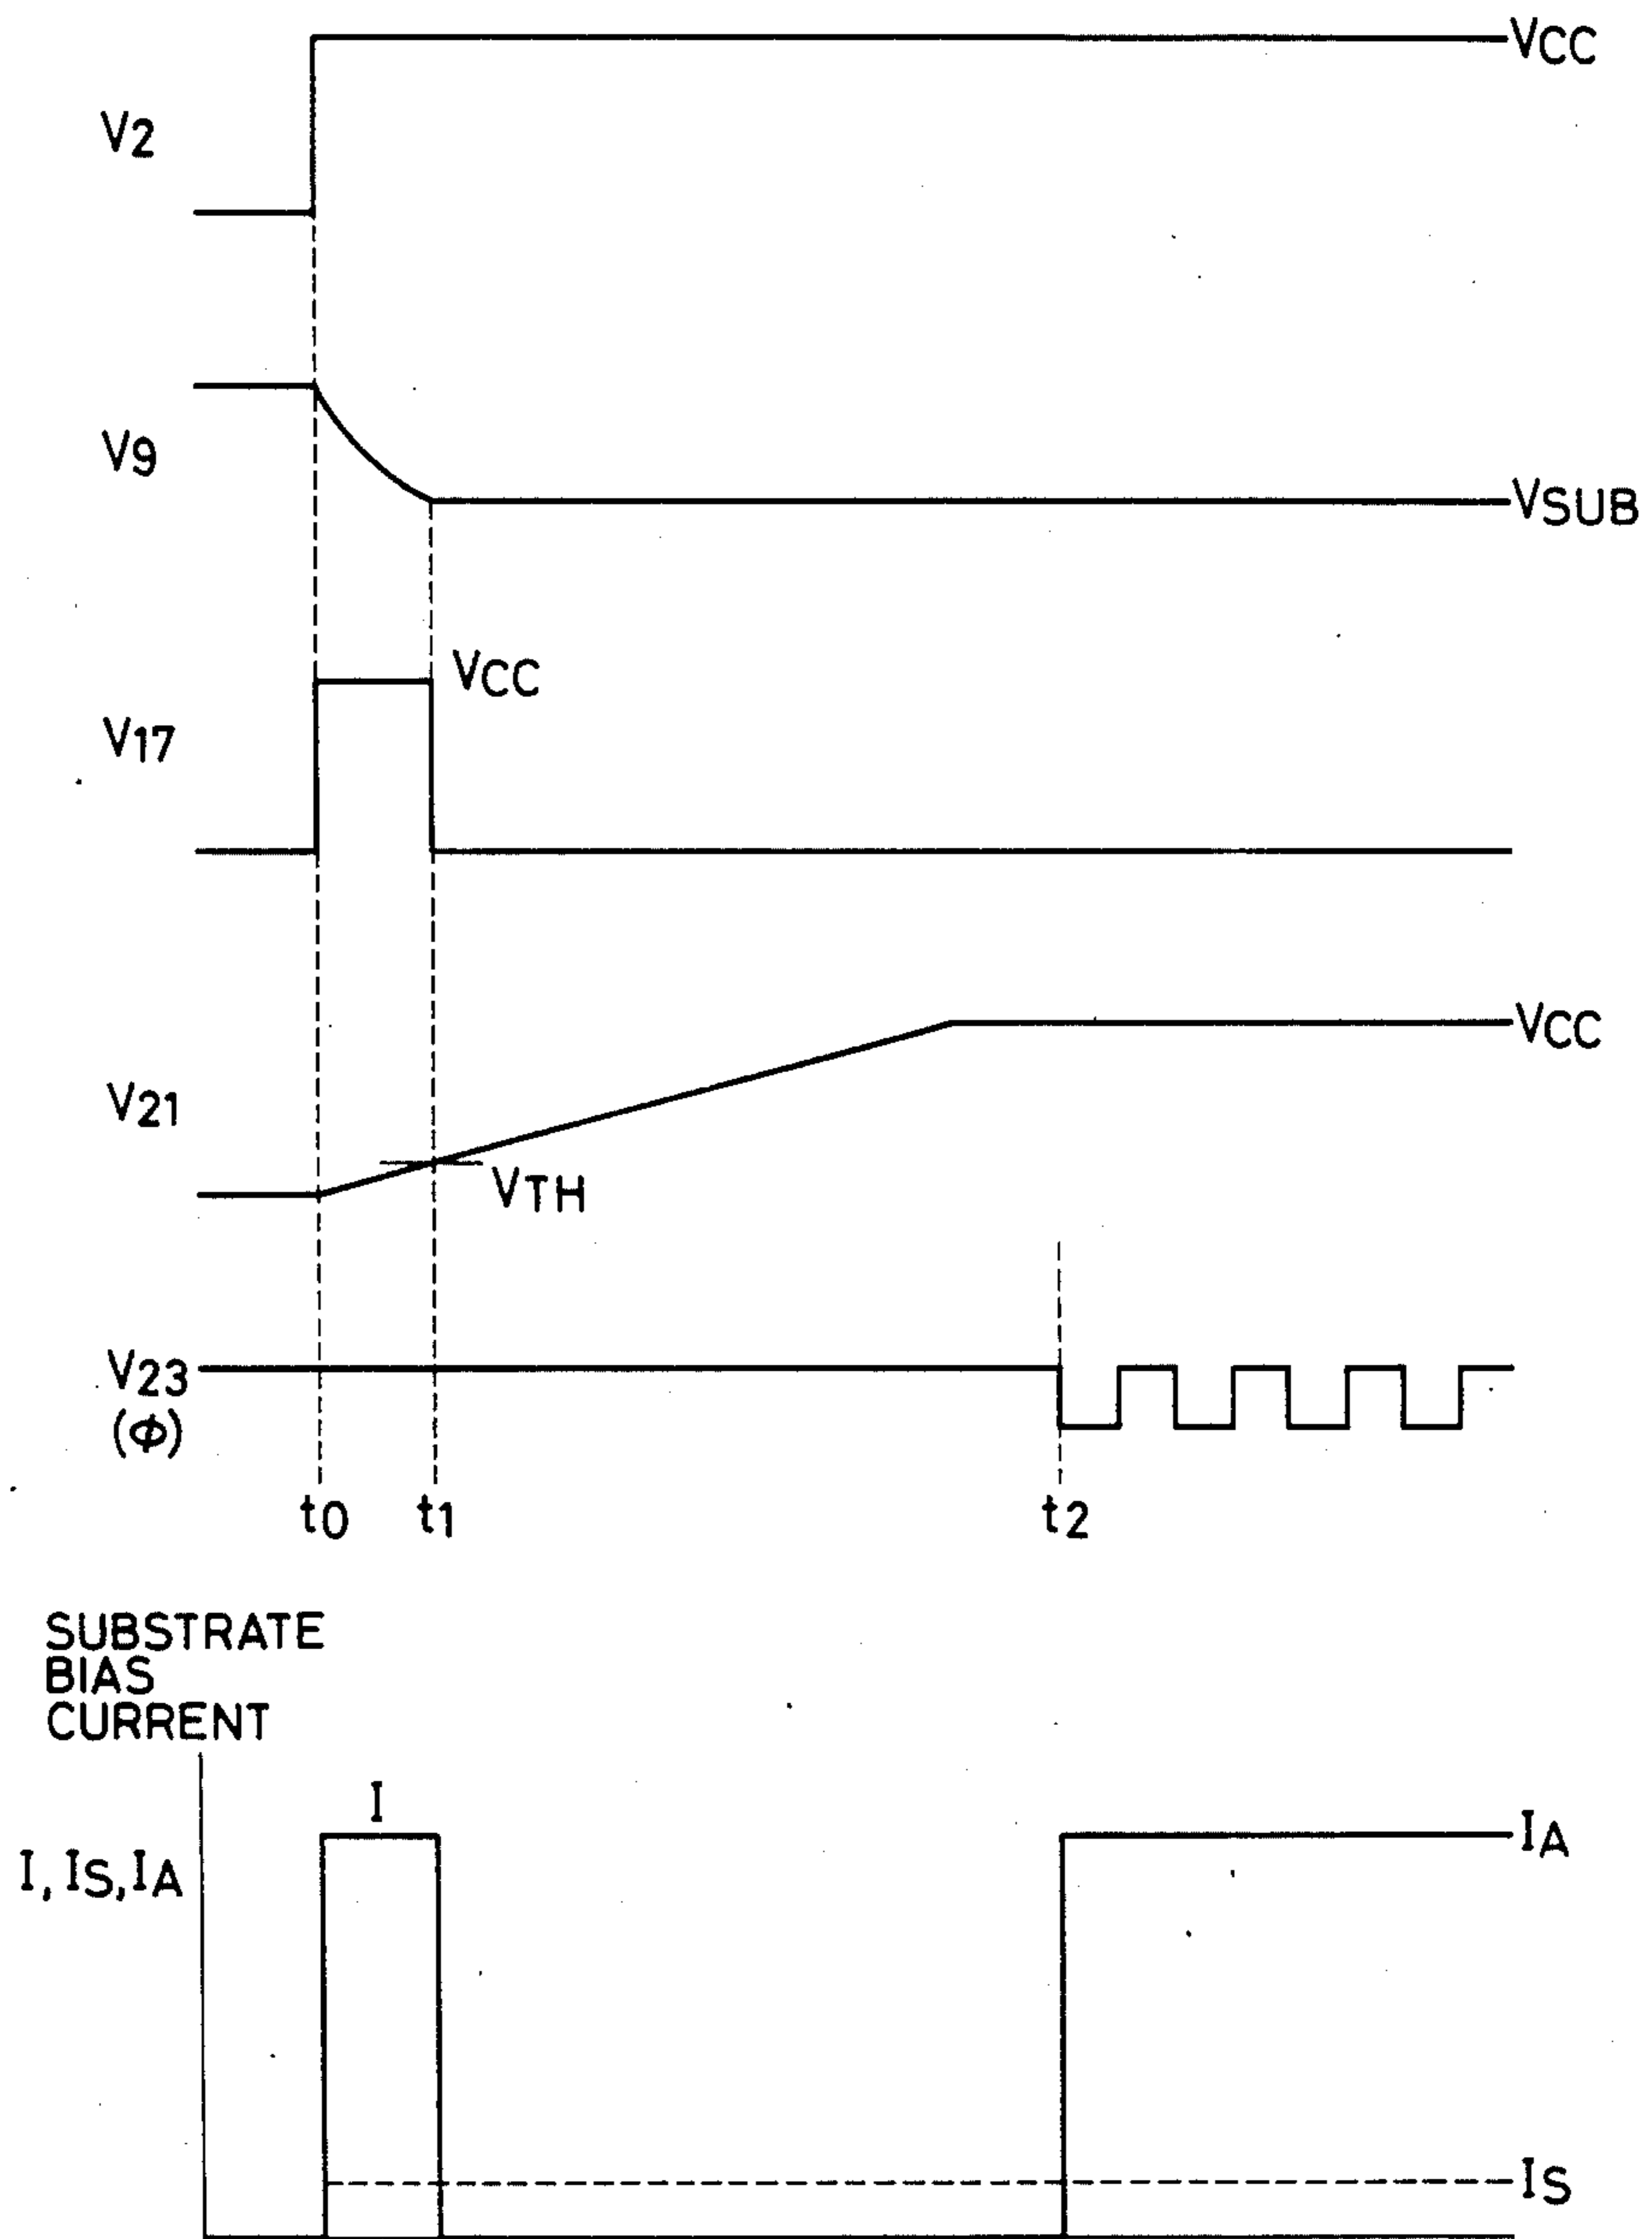 VCC
V2
V9
VSUB
VCC
V17
VCC
V21
VTH
V23
(ϕ)
t0 t1 t2
SUBSTRATE
BIAS
CURRENT
I
I, IS, IA
IA
IS